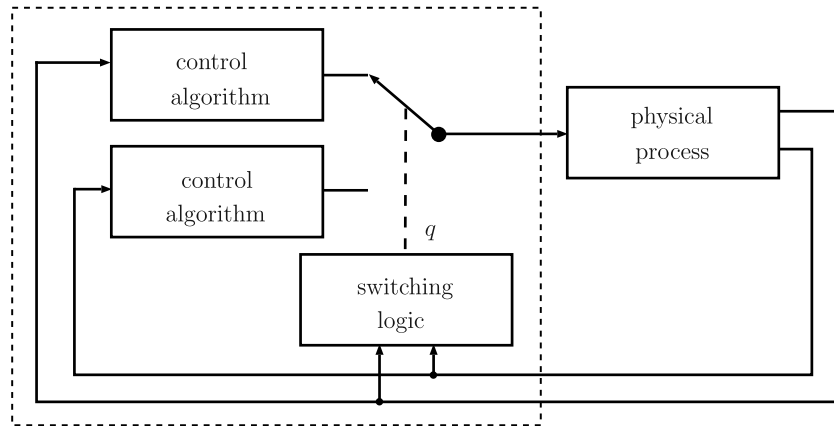 control
algorithm
physical
process
control
algorithm
q
switching
logic